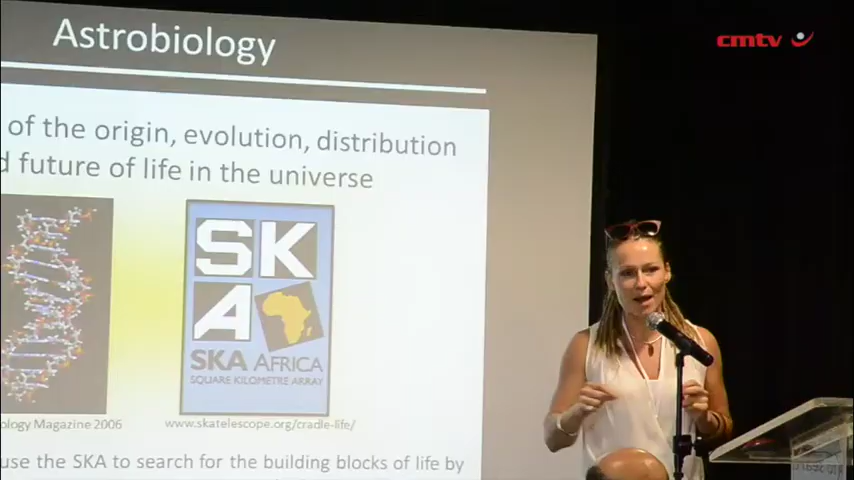 Astrobiology
cmtv
of the origin, evolution, distribution
future of life in the universe
SK
A
SKA AFRICA
SQUARE KILOMETRE ARRAY
ology Magazine 2006
www.skatelescope.org/cradle-life/
use the SKA to search for the building blocks of life by